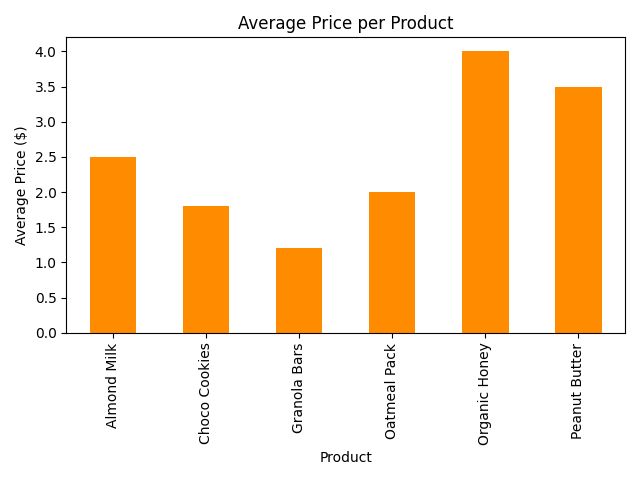 Average Price per Product
Average Price ($)
4.0
3.5
3.0
2.5
2.0
1.5
1.0
0.5
0.0
Almond Milk
Choco Cookies
Granola Bars
Oatmeal Pack
Organic Honey
Peanut Butter
Product